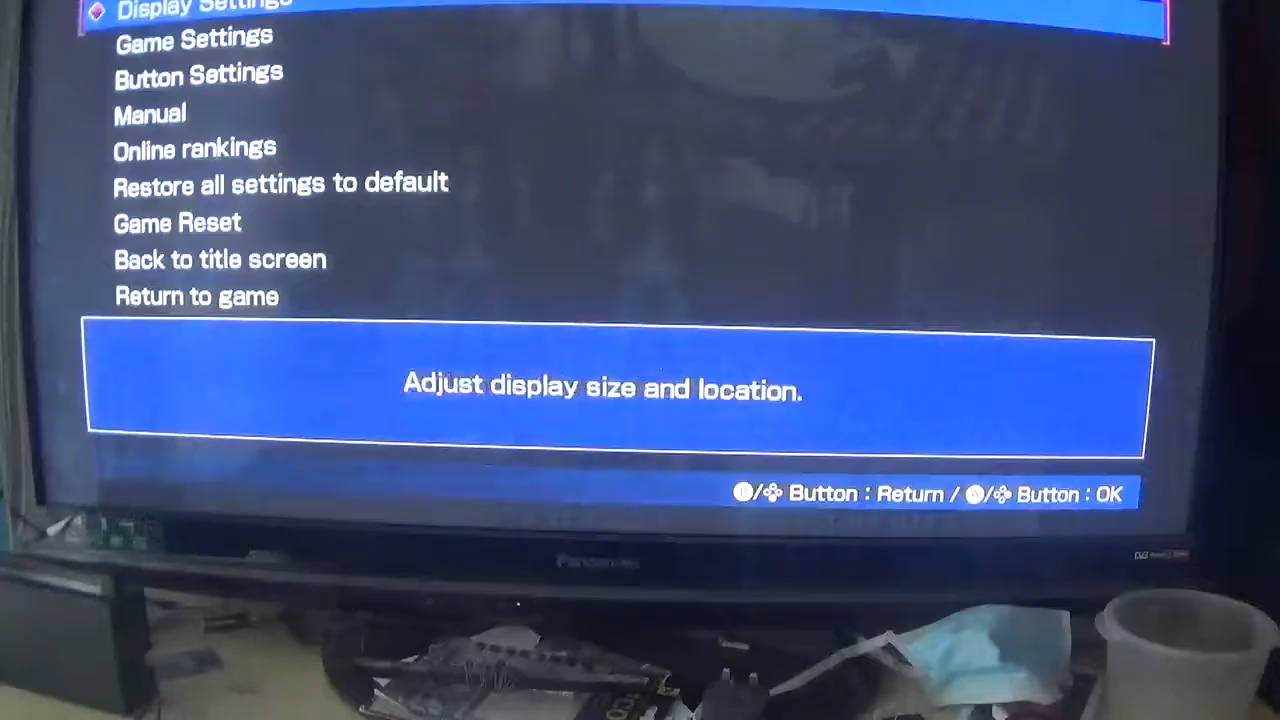 Display Settings
Game Settings
Button Settings
Manual
Online rankings
Restore all settings to default
Game Reset
Back to title screen
Return to game
Adjust display size and location.
Button : Return / Button : OK
Panasonic